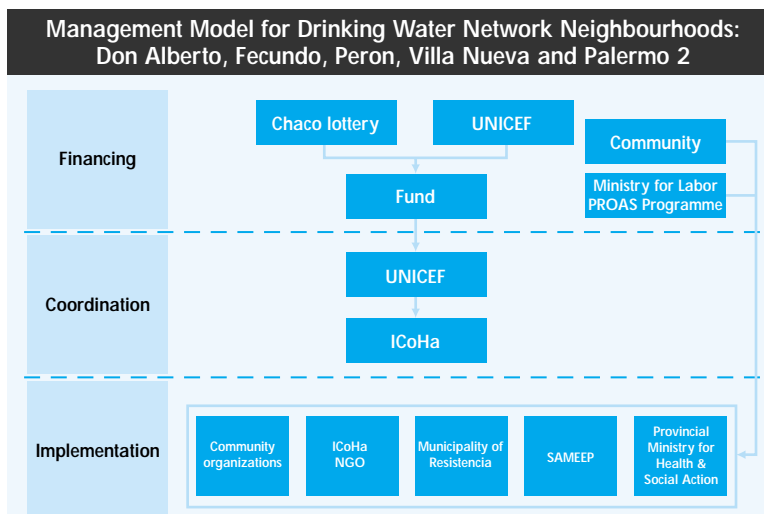 Management Model for Drinking Water Network Neighbourhoods:
Don Alberto, Fecundo, Peron, Villa Nueva and Palermo 2
Financing
Chaco lottery
UNICEF
Community
Fund
Ministry for Labor
PROAS Programme
Coordination
UNICEF
ICoHa
Implementation
Community
organizations
ICoHa
NGO
Municipality of
Resistencia
SAMEEP
Provincial
Ministry for
Health &
Social Action